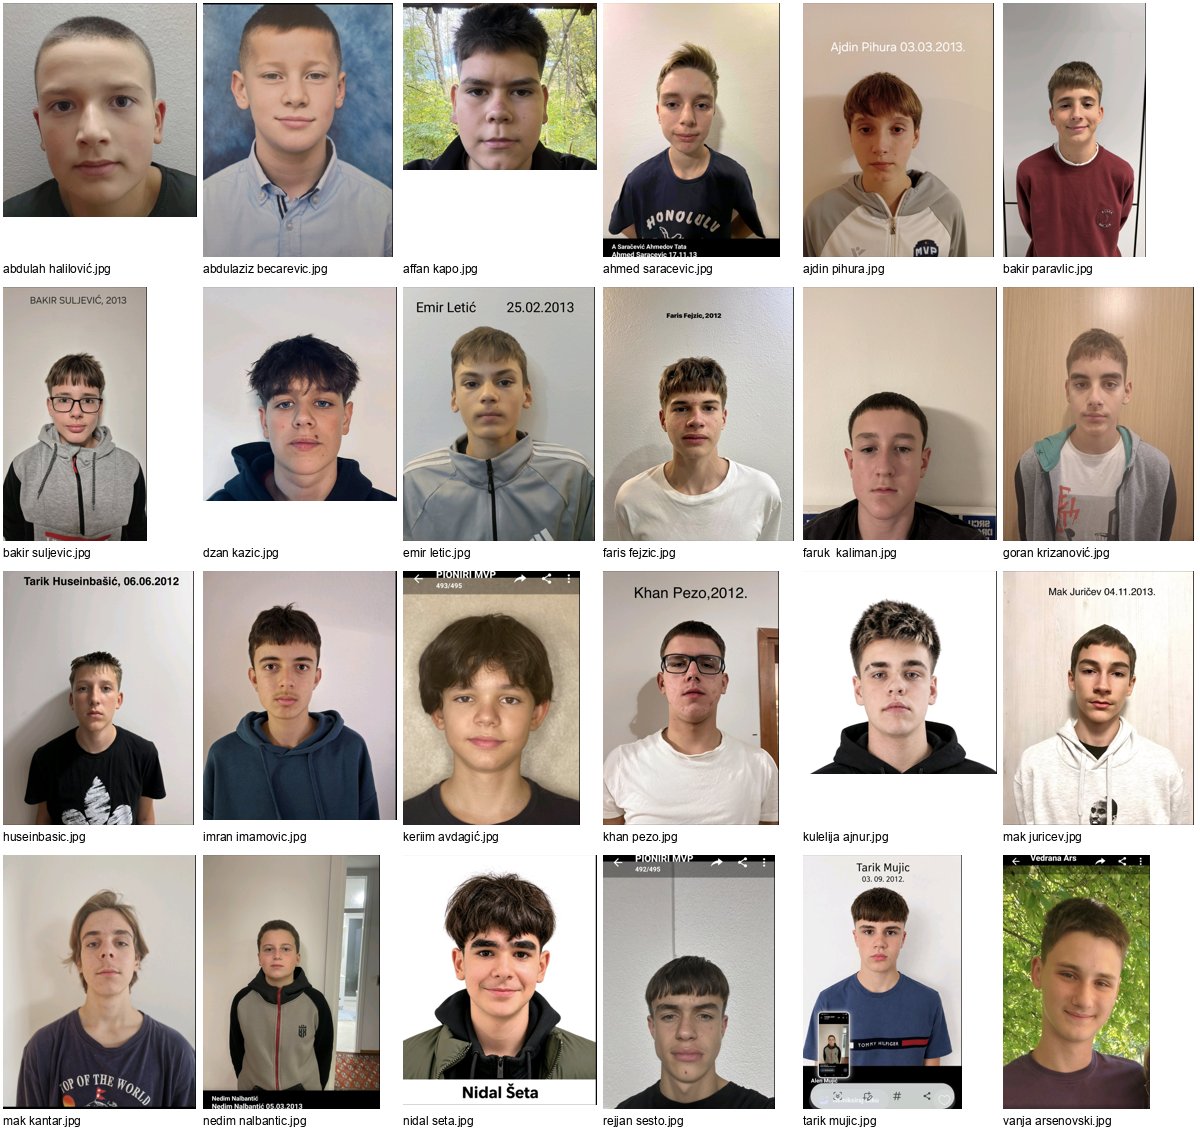 Ajdin Pihura 03.03.2013.
HONOLULU
A Saračević Ahmedov Tata
Ahmed Saracevic 17.11.13
MVP
abdulah halilović.jpg
abdulaziz becarevic.jpg
affan kapo.jpg
ahmed saracevic.jpg
ajdin pihura.jpg
bakir paravlic.jpg
BAKIR SULJEVIĆ, 2013
Emir Letić 25.02.2013
Faris Fejzic, 2012
bakir suljevic.jpg
dzan kazic.jpg
emir letic.jpg
faris fejzic.jpg
faruk kaliman.jpg
goran krizanović.jpg
Tarik Huseinbašić, 06.06.2012
PIONIRI MVP
493/495
Khan Pezo,2012.
Mak Juričev 04.11.2013.
huseinbasic.jpg
imran imamovic.jpg
keriim avdagić.jpg
khan pezo.jpg
kulelija ajnur.jpg
mak juricev.jpg
TOP OF THE WORLD
Nedim Nalbantić
Nedim Nalbantić 05.03.2013
Nidal Šeta
PIONIRI MVP
492/495
Tarik Mujic
03. 09. 2012.
TOMMY HILFIGER
Alen Mujić
Vedrana Ars
mak kantar.jpg
nedim nalbantic.jpg
nidal seta.jpg
rejjan sesto.jpg
tarik mujic.jpg
vanja arsenovski.jpg